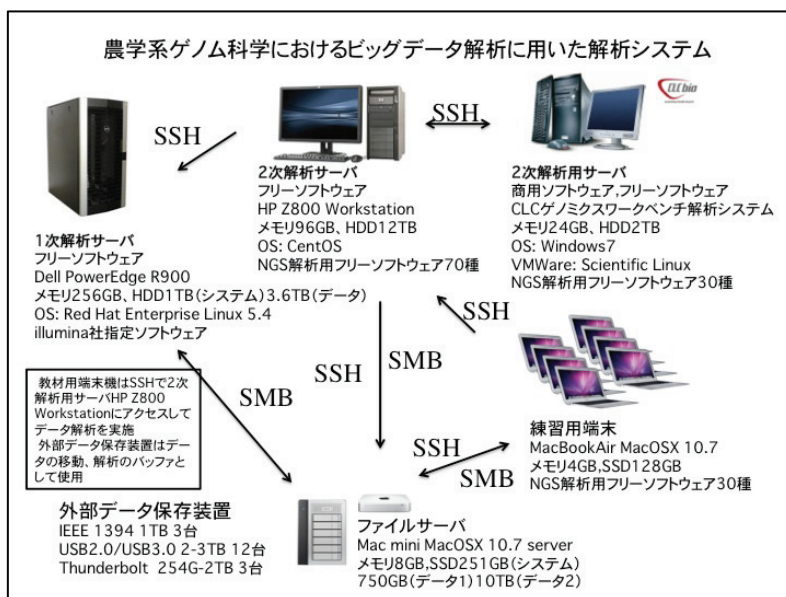 農学系ゲノム科学におけるビッグデータ解析に用いた解析システム
SSH
SSH
CLCbio
2次解析サーバ
フリーソフトウェア
HP Z800 Workstation
メモリ96GB、HDD12TB
OS: CentOS
NGS解析用フリーソフトウェア70種
2次解析用サーバ
商用ソフトウェア,フリーソフトウェア
CLCゲノミクスワークベンチ解析システム
メモリ24GB、HDD2TB
OS: Windows7
VMWare: Scientific Linux
NGS解析用フリーソフトウェア30種
1次解析サーバ
フリーソフトウェア
Dell PowerEdge R900
メモリ256GB、HDD1TB(システム)3.6TB(データ)
OS: Red Hat Enterprise Linux 5.4
illumina社指定ソフトウェア
SSH
SSH
SMB
SMB
教材用端末機はSSHで2次
解析用サーバHP Z800
Workstationにアクセスして
データ解析を実施
外部データ保存装置はデー
タの移動、解析のバッファと
して使用
練習用端末
MacBookAir MacOSX 10.7
メモリ4GB,SSD128GB
NGS解析用フリーソフトウェア30種
SSH
SMB
外部データ保存装置
IEEE 1394 1TB 3台
USB2.0/USB3.0 2-3TB 12台
Thunderbolt 254G-2TB 3台
ファイルサーバ
Mac mini MacOSX 10.7 server
メモリ8GB,SSD251GB(システム)
750GB(データ1)10TB(データ2)